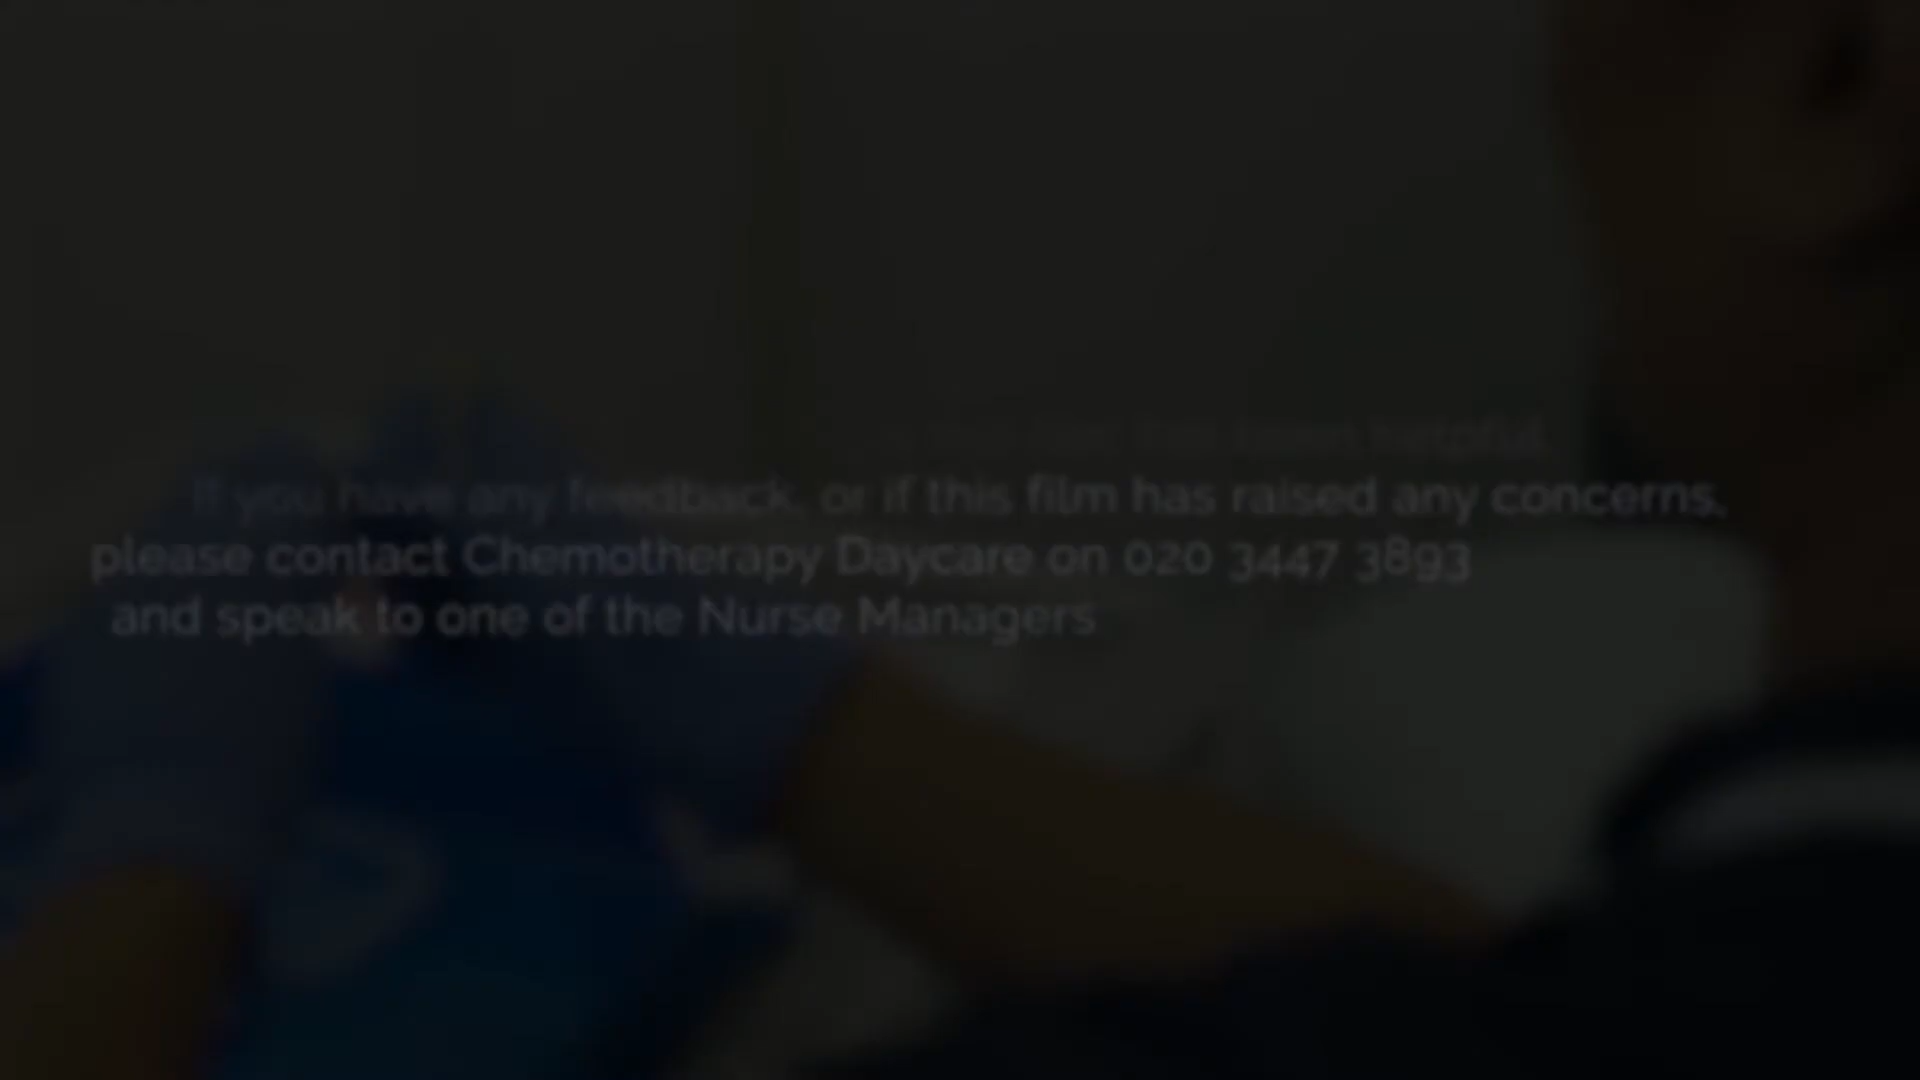 has been helpful.
If you have any feedback, or if this film has raised any concerns,
please contact Chemotherapy Daycare on 020 3447 3893
and speak to one of the Nurse Managers